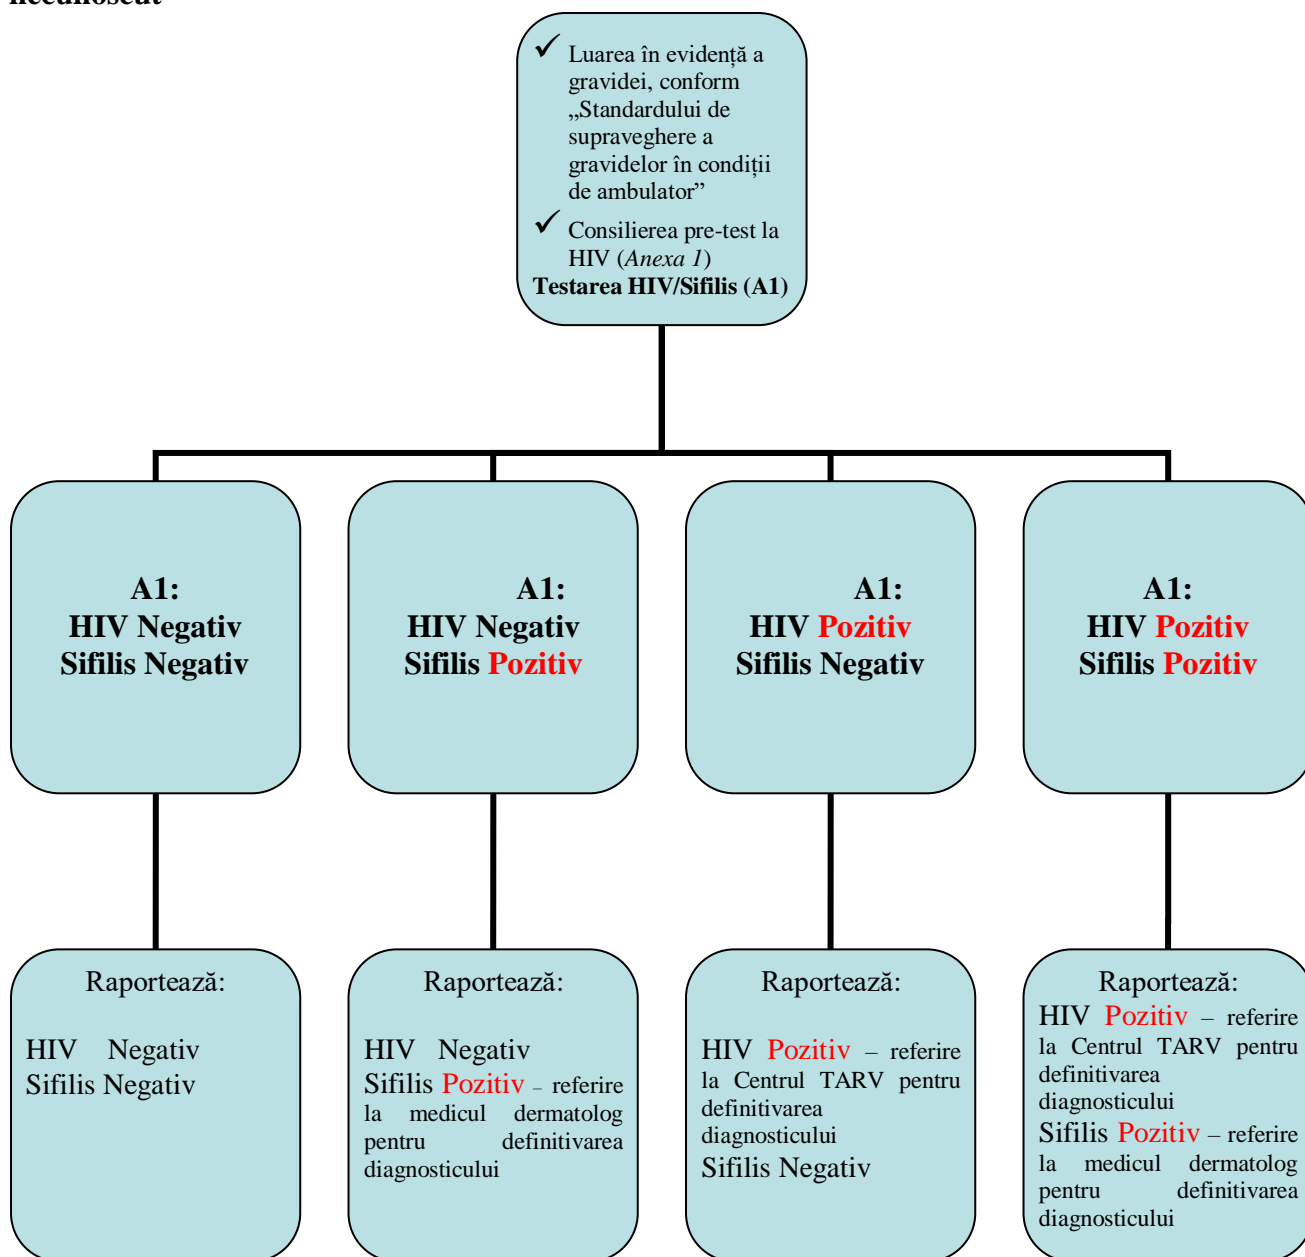 necunoscut
✓ Luarea în evidență a
gravidei, conform
„Standardului de
supraveghere a
gravidelor în condiții
de ambulator”
✓ Consilierea pre-test la
HIV (Anexa 1)
Testarea HIV/Sifilis (A1)
A1:
HIV Negativ
Sifilis Negativ
A1:
HIV Negativ
Sifilis Pozitiv
A1:
HIV Pozitiv
Sifilis Negativ
A1:
HIV Pozitiv
Sifilis Pozitiv
Raportează:
HIV Negativ
Sifilis Negativ
Raportează:
HIV Negativ
Sifilis Pozitiv – referire
la medicul dermatolog
pentru definitivarea
diagnosticului
Raportează:
HIV Pozitiv – referire
la Centrul TARV pentru
definitivarea
diagnosticului
Sifilis Negativ
Raportează:
HIV Pozitiv – referire
la Centrul TARV pentru
definitivarea
diagnosticului
Sifilis Pozitiv – referire
la medicul dermatolog
pentru definitivarea
diagnosticului